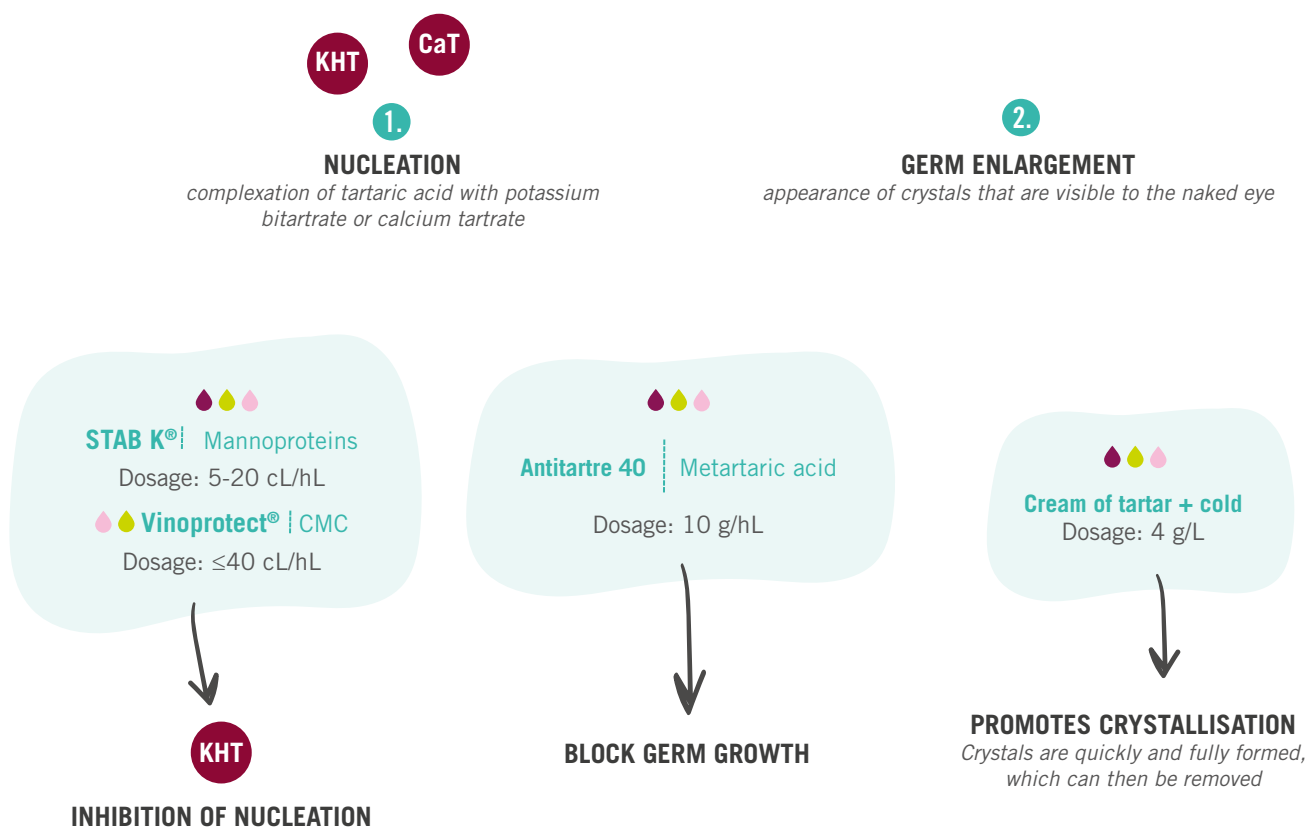 KHT
CaT
1.
NUCLEATION
complexation of tartaric acid with potassium
bitartrate or calcium tartrate
2.
GERM ENLARGEMENT
appearance of crystals that are visible to the naked eye
STAB K® | Mannoproteins
Dosage: 5-20 cL/hL
Vinoprotect® | CMC
Dosage: ≤40 cL/hL
KHT
INHIBITION OF NUCLEATION
Antitartre 40 | Metartaric acid
Dosage: 10 g/hL
BLOCK GERM GROWTH
Cream of tartar + cold
Dosage: 4 g/L
PROMOTES CRYSTALLISATION
Crystals are quickly and fully formed,
which can then be removed